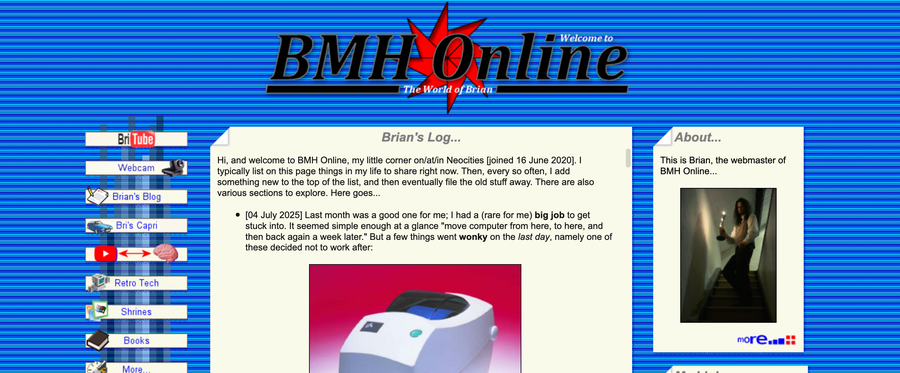 Welcome to
BMH Online
The World of Brian
BriTube
Webcam
Brian's Blog
Bri's Capri
Retro Tech
Shrines
Books
More...
Brian's Log...
Hi, and welcome to BMH Online, my little corner on/at/in Neocities [joined 16 June 2020]. I
typically list on this page things in my life to share right now. Then, every so often, I add
something new to the top of the list, and then eventually file the old stuff away. There are also
various sections to explore. Here goes...
[04 July 2025] Last month was a good one for me; I had a (rare for me) big job to get
stuck into. It seemed simple enough at a glance "move computer from here, to here, and
then back again a week later." But a few things went wonky on the last day, namely one of
these decided not to work after:
About...
This is Brian, the webmaster of
BMH Online...
more...